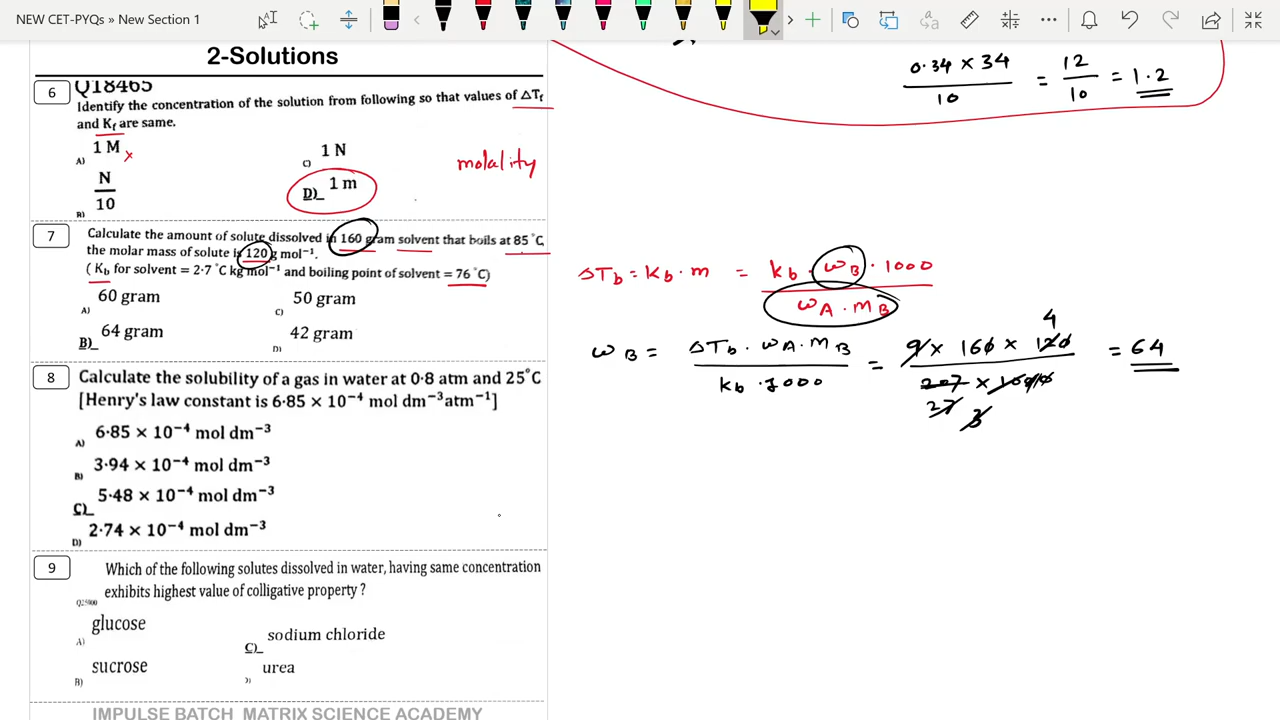 NEW CET-PYQs » New Section 1
2-Solutions
0.34 × 34 / 10 = 12 / 10 = 1.2
6 Q18465
Identify the concentration of the solution from following so that values of ΔTf
and Kf are same.
A) 1 M ×
C) 1 N
molality
B) N/10
D) 1 m
7 Calculate the amount of solute dissolved in 160 gram solvent that boils at 85 °C,
the molar mass of solute is 120 g mol⁻¹.
( Kb for solvent = 2·7 °C kg mol⁻¹ and boiling point of solvent = 76 °C)
A) 60 gram
C) 50 gram
B) 64 gram
D) 42 gram
ΔTb = Kb · m = Kb · ωB · 1000 / ωA · MB
ωB = ΔTb · ωA · MB / Kb · 1000 = 9 × 160 × 120 / × 1000 = 64
4
27 3
8 Calculate the solubility of a gas in water at 0·8 atm and 25°C
[Henry's law constant is 6·85 × 10⁻⁴ mol dm⁻³atm⁻¹]
A) 6·85 × 10⁻⁴ mol dm⁻³
B) 3·94 × 10⁻⁴ mol dm⁻³
C) 5·48 × 10⁻⁴ mol dm⁻³
D) 2·74 × 10⁻⁴ mol dm⁻³
9 Which of the following solutes dissolved in water, having same concentration
exhibits highest value of colligative property ?
A) glucose
C) sodium chloride
B) sucrose
D) urea
IMPULSE BATCH MATRIX SCIENCE ACADEMY